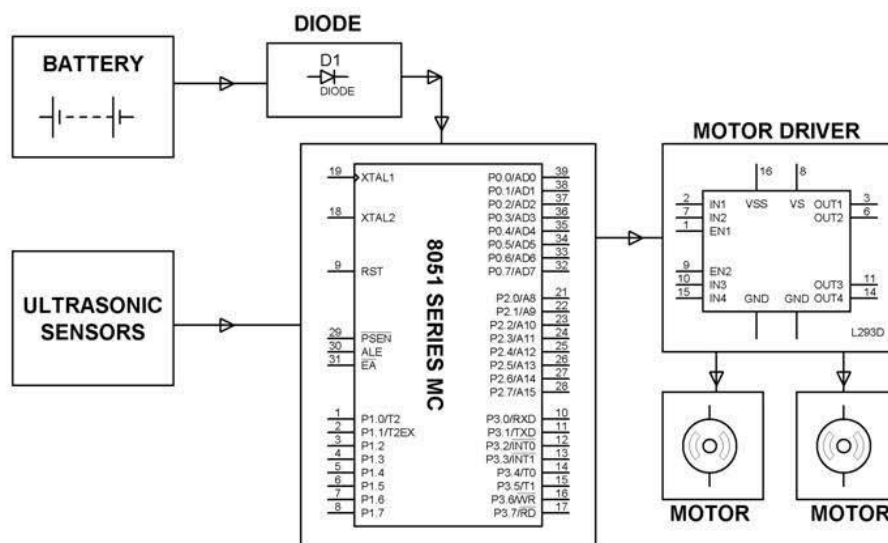 DIODE
BATTERY
D1
DIODE
ULTRASONIC
SENSORS
19 XTAL1
18 XTAL2
9 RST
29 PSEN
30 ALE
31 EA
1 P1.0/T2
2 P1.1/T2EX
3 P1.2
4 P1.3
5 P1.4
6 P1.5
7 P1.6
8 P1.7
8051 SERIES MC
P0.0/AD0 39
P0.1/AD1 38
P0.2/AD2 37
P0.3/AD3 36
P0.4/AD4 35
P0.5/AD5 34
P0.6/AD6 33
P0.7/AD7 32
P2.0/A8 21
P2.1/A9 22
P2.2/A10 23
P2.3/A11 24
P2.4/A12 25
P2.5/A13 26
P2.6/A14 27
P2.7/A15 28
P3.0/RXD 10
P3.1/TXD 11
P3.2/INT0 12
P3.3/INT1 13
P3.4/T0 14
P3.5/T1 15
P3.6/WR 16
P3.7/RD 17
MOTOR DRIVER
16 8
VSS VS
2 IN1
7 IN2
1 EN1
9 EN2
10 IN3
15 IN4
OUT1 3
OUT2 6
OUT3 11
OUT4 14
GND GND
L293D
MOTOR
MOTOR